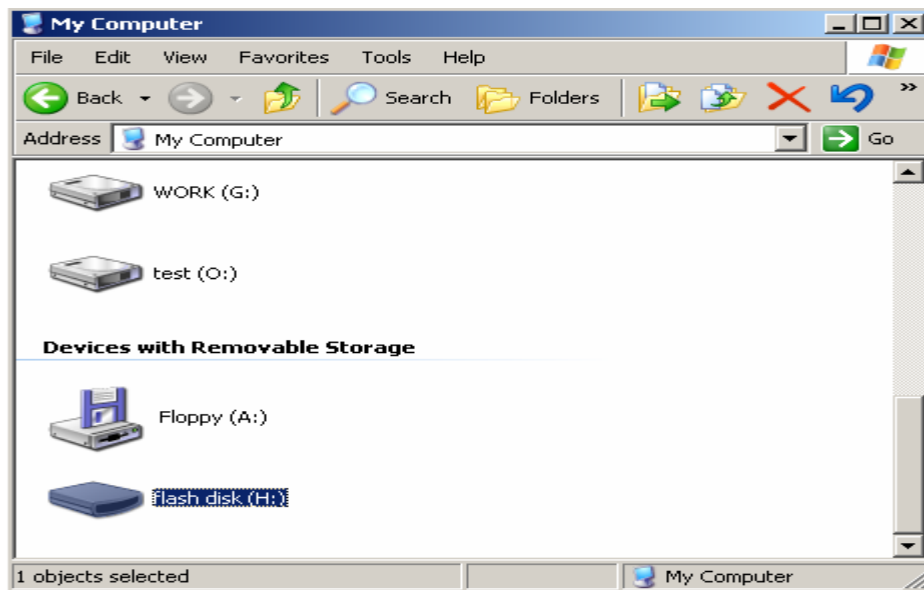 My Computer
File Edit View Favorites Tools Help
Back Search Folders »
Address My Computer Go
WORK (G:)
test (O:)
Devices with Removable Storage
Floppy (A:)
flash disk (H:)
1 objects selected My Computer